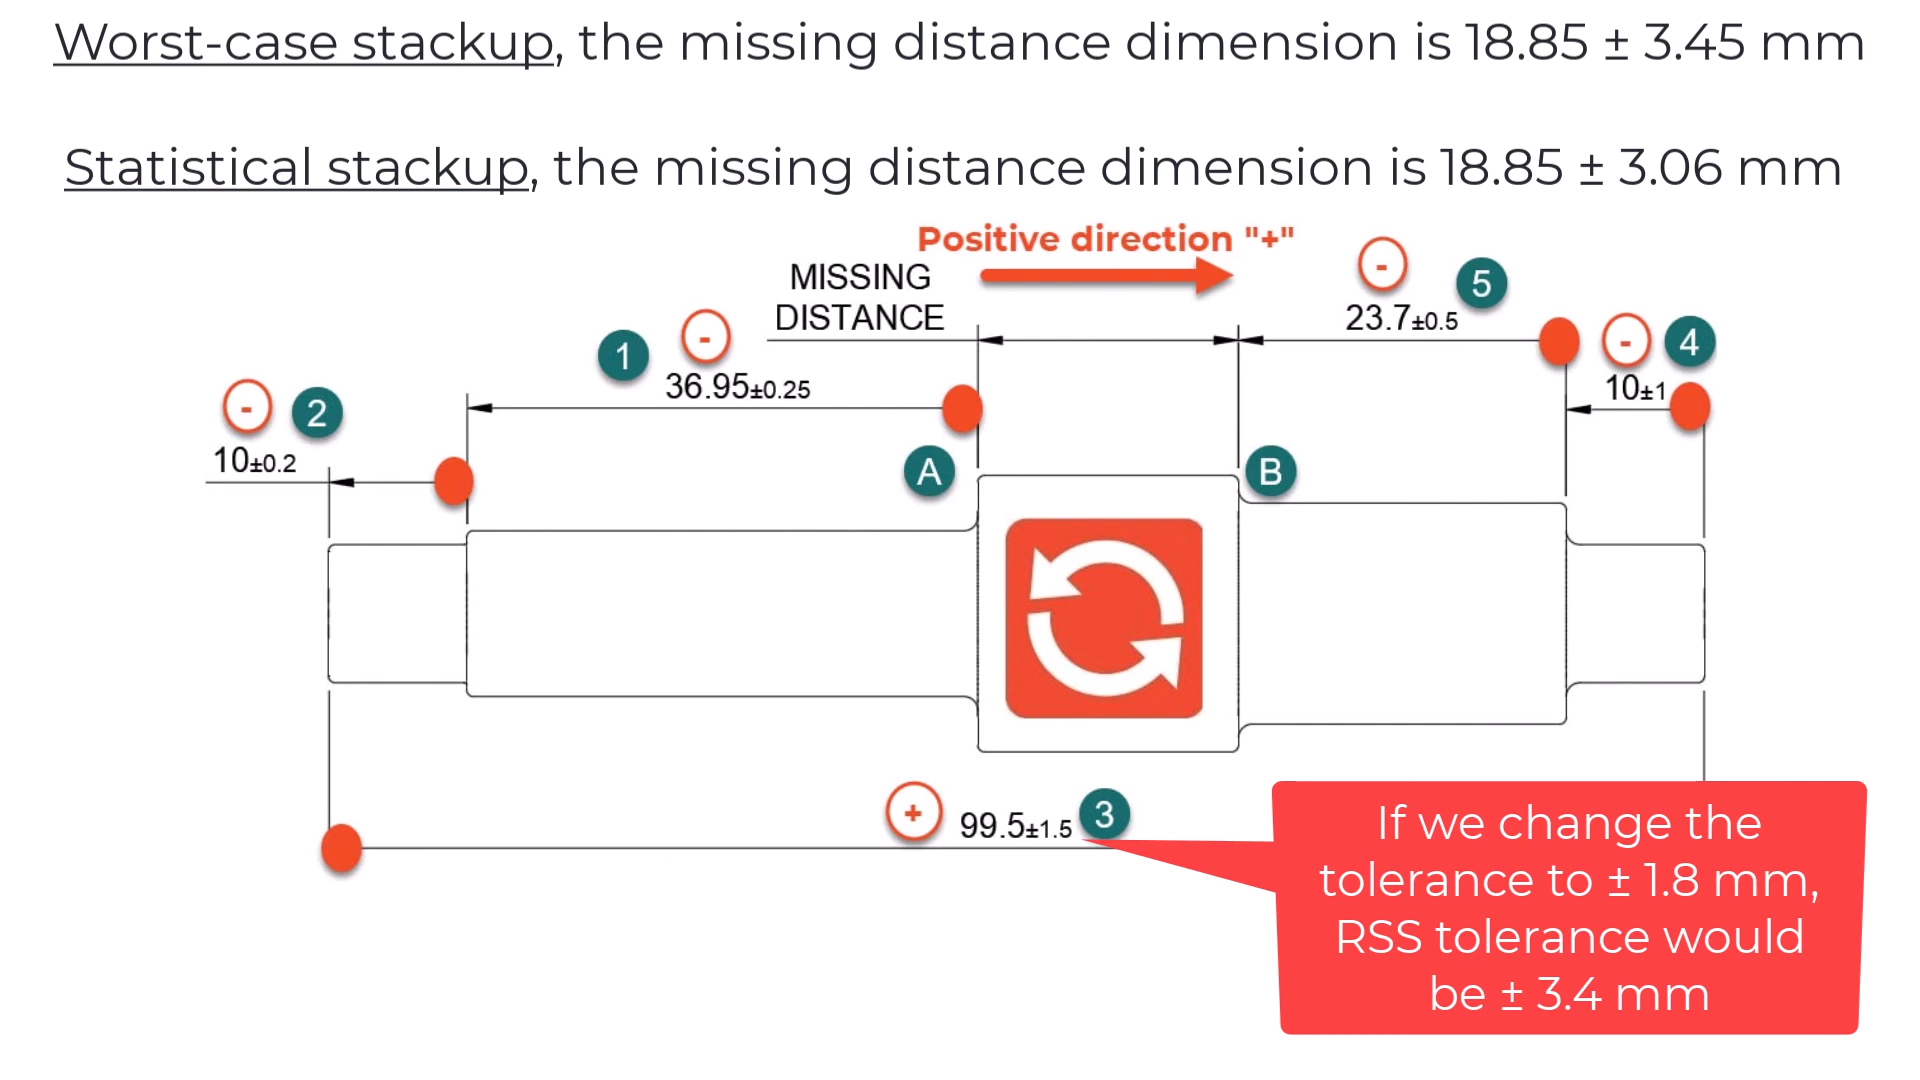 Worst-case stackup, the missing distance dimension is 18.85 ± 3.45 mm
Statistical stackup, the missing distance dimension is 18.85 ± 3.06 mm
Positive direction "+"
MISSING
DISTANCE
-
5
23.7±0.5
1
-
36.95±0.25
-
4
10±1
-
2
10±0.2
A
B
+
99.5±1.5
3
If we change the
tolerance to ± 1.8 mm,
RSS tolerance would
be ± 3.4 mm